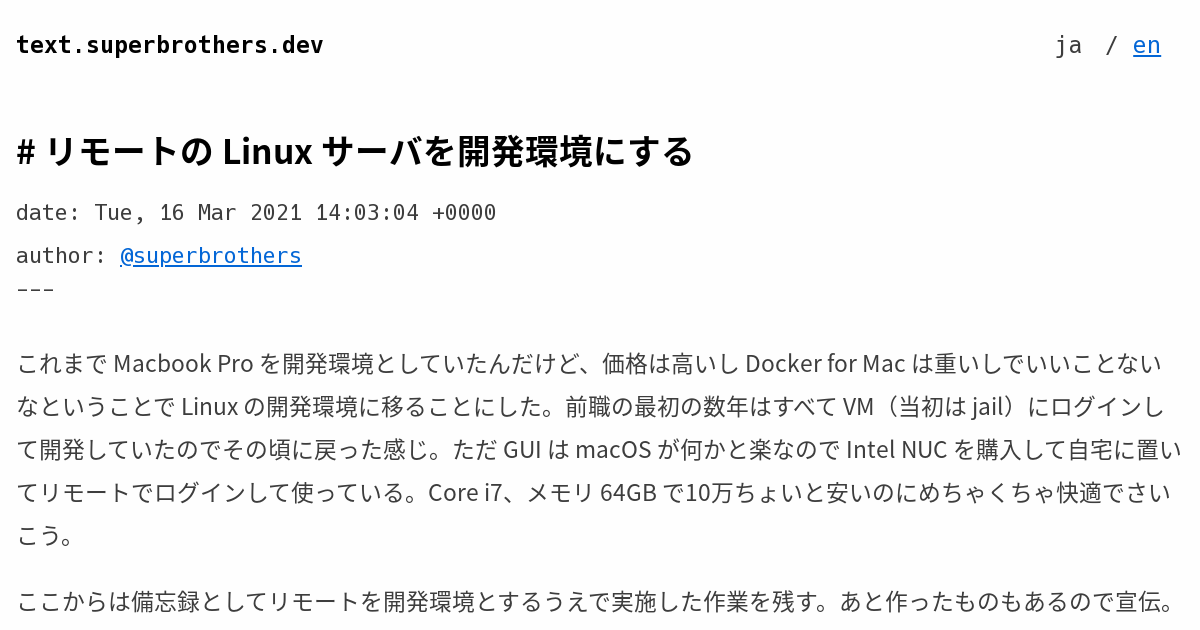 text.superbrothers.dev
ja / en
# リモートの Linux サーバを開発環境にする
date: Tue, 16 Mar 2021 14:03:04 +0000
author: @superbrothers
---
これまで Macbook Pro を開発環境としていたんだけど、価格は高いし Docker for Mac は重いしでいいことない
なということで Linux の開発環境に移ることにした。前職の最初の数年はすべて VM（当初は jail）にログインし
て開発していたのでその頃に戻った感じ。ただ GUI は macOS が何かと楽なので Intel NUC を購入して自宅に置い
てリモートでログインして使っている。Core i7、メモリ 64GB で10万ちょいと安いのにめちゃくちゃ快適でさい
こう。
ここからは備忘録としてリモートを開発環境とするうえで実施した作業を残す。あと作ったものもあるので宣伝。